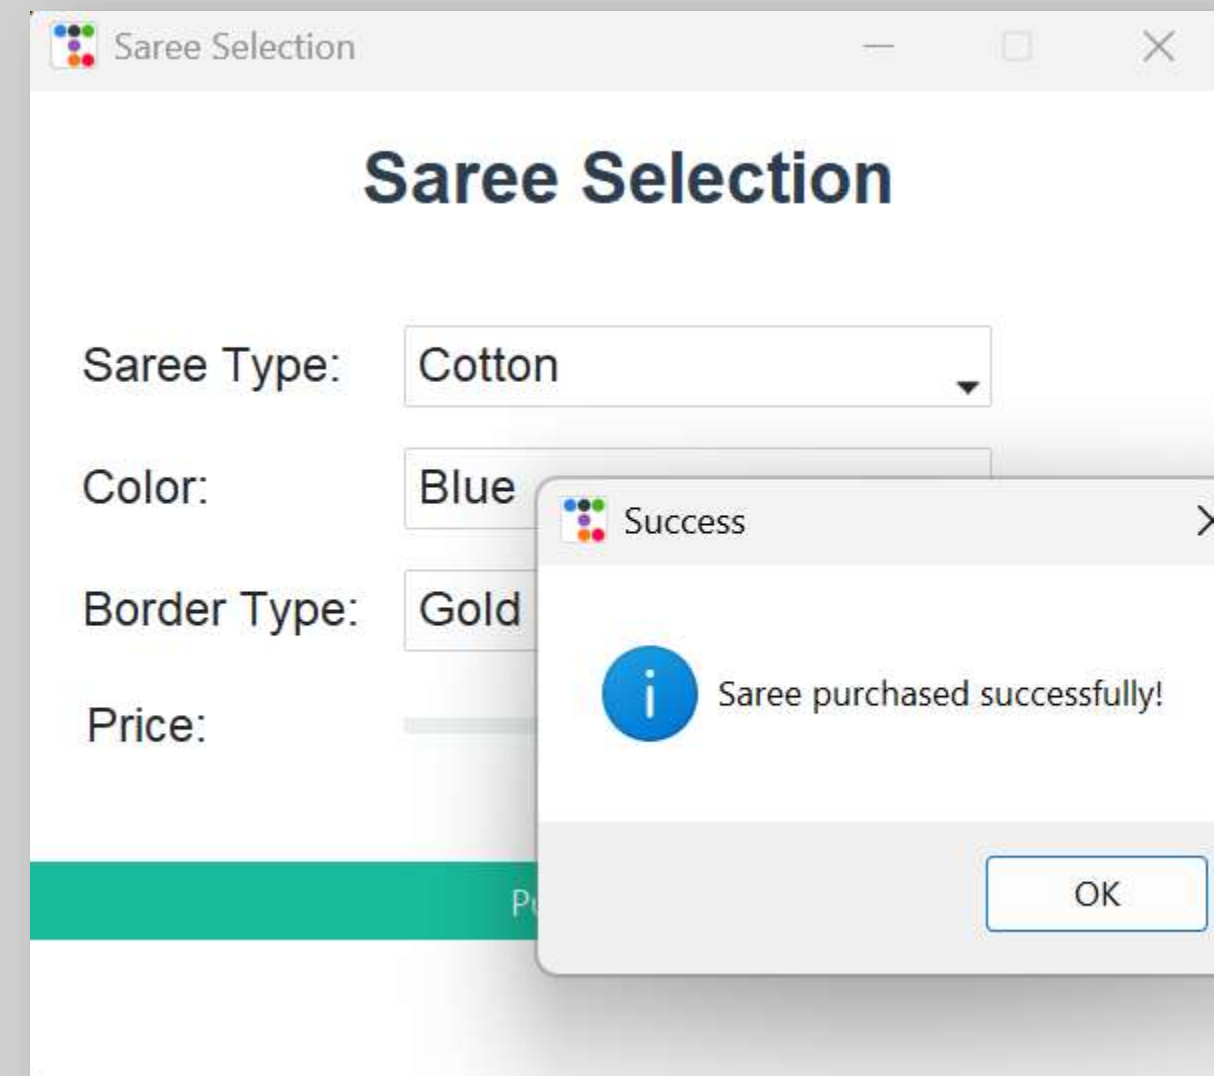 Saree Selection
Saree Selection
Saree Type: Cotton
Color: Blue
Border Type: Gold
Price:
Success
Saree purchased successfully!
OK